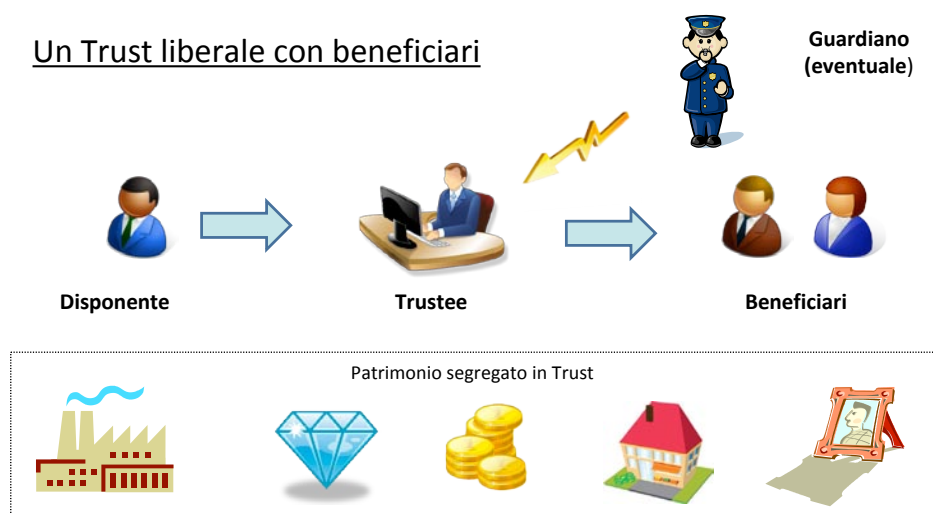 Un Trust liberale con beneficiari
Guardiano
(eventuale)
Disponente
Trustee
Beneficiari
Patrimonio segregato in Trust